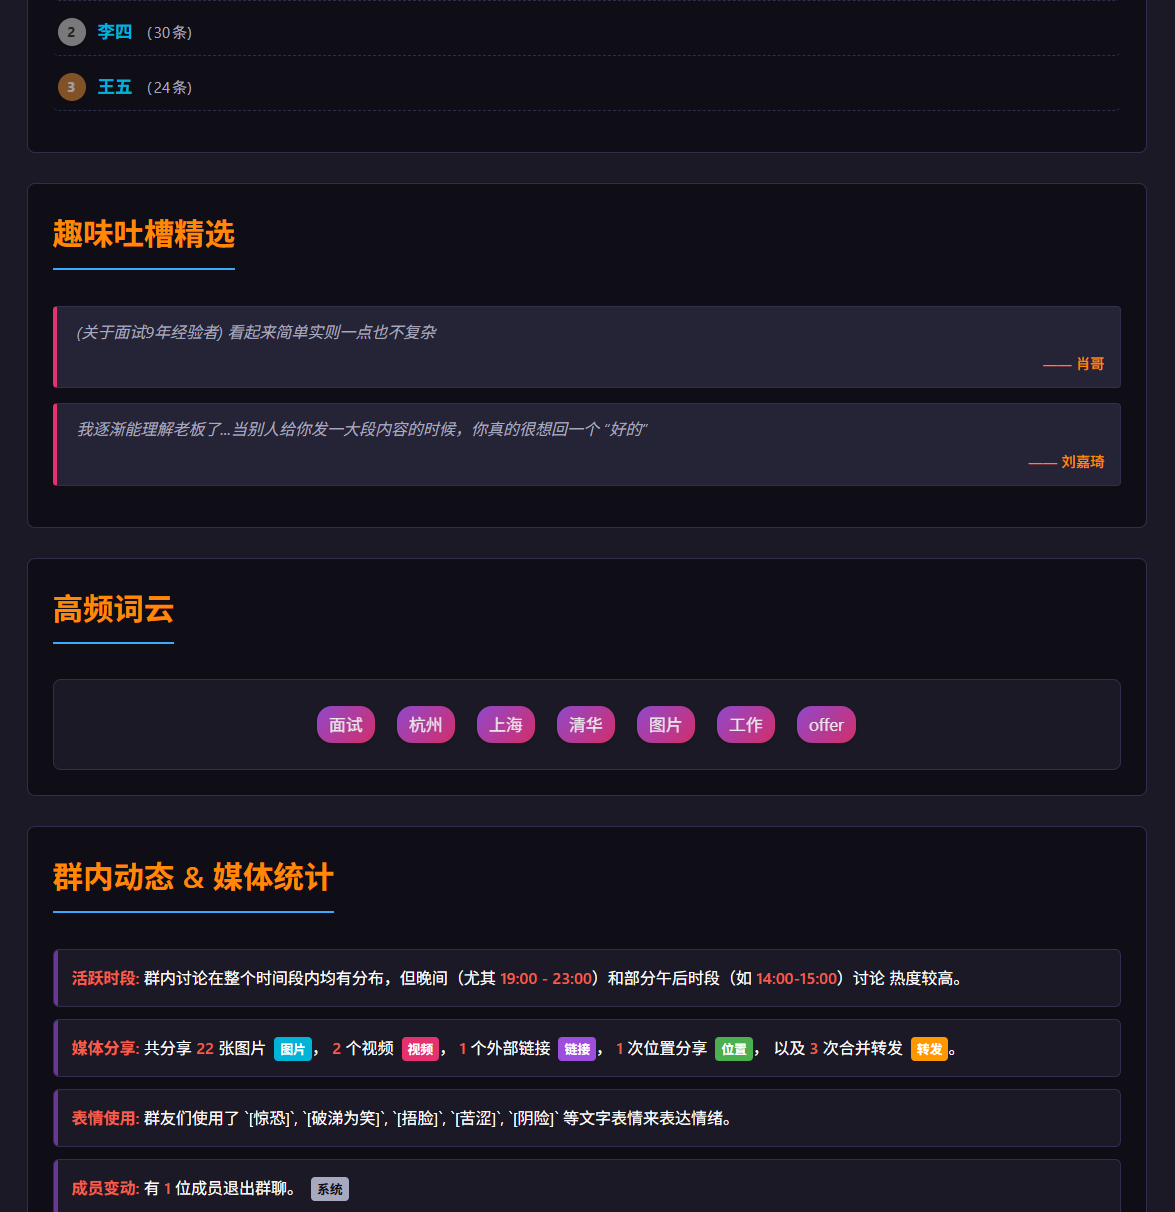 2 李四 (30条)
3 王五 (24条)
趣味吐槽精选
(关于面试9年经验者) 看起来简单实则一点也不复杂
—— 肖哥
我逐渐能理解老板了...当别人给你发一大段内容的时候，你真的很想回一个 “好的”
—— 刘嘉琦
高频词云
面试 杭州 上海 清华 图片 工作 offer
群内动态 & 媒体统计
活跃时段: 群内讨论在整个时间段内均有分布，但晚间（尤其 19:00 - 23:00）和部分午后时段（如 14:00-15:00）讨论 热度较高。
媒体分享: 共分享 22 张图片 图片， 2 个视频 视频， 1 个外部链接 链接， 1 次位置分享 位置， 以及 3 次合并转发 转发。
表情使用: 群友们使用了 `[惊恐]`, `[破涕为笑]`, `[捂脸]`, `[苦涩]`, `[阴险]` 等文字表情来表达情绪。
成员变动: 有 1 位成员退出群聊。 系统